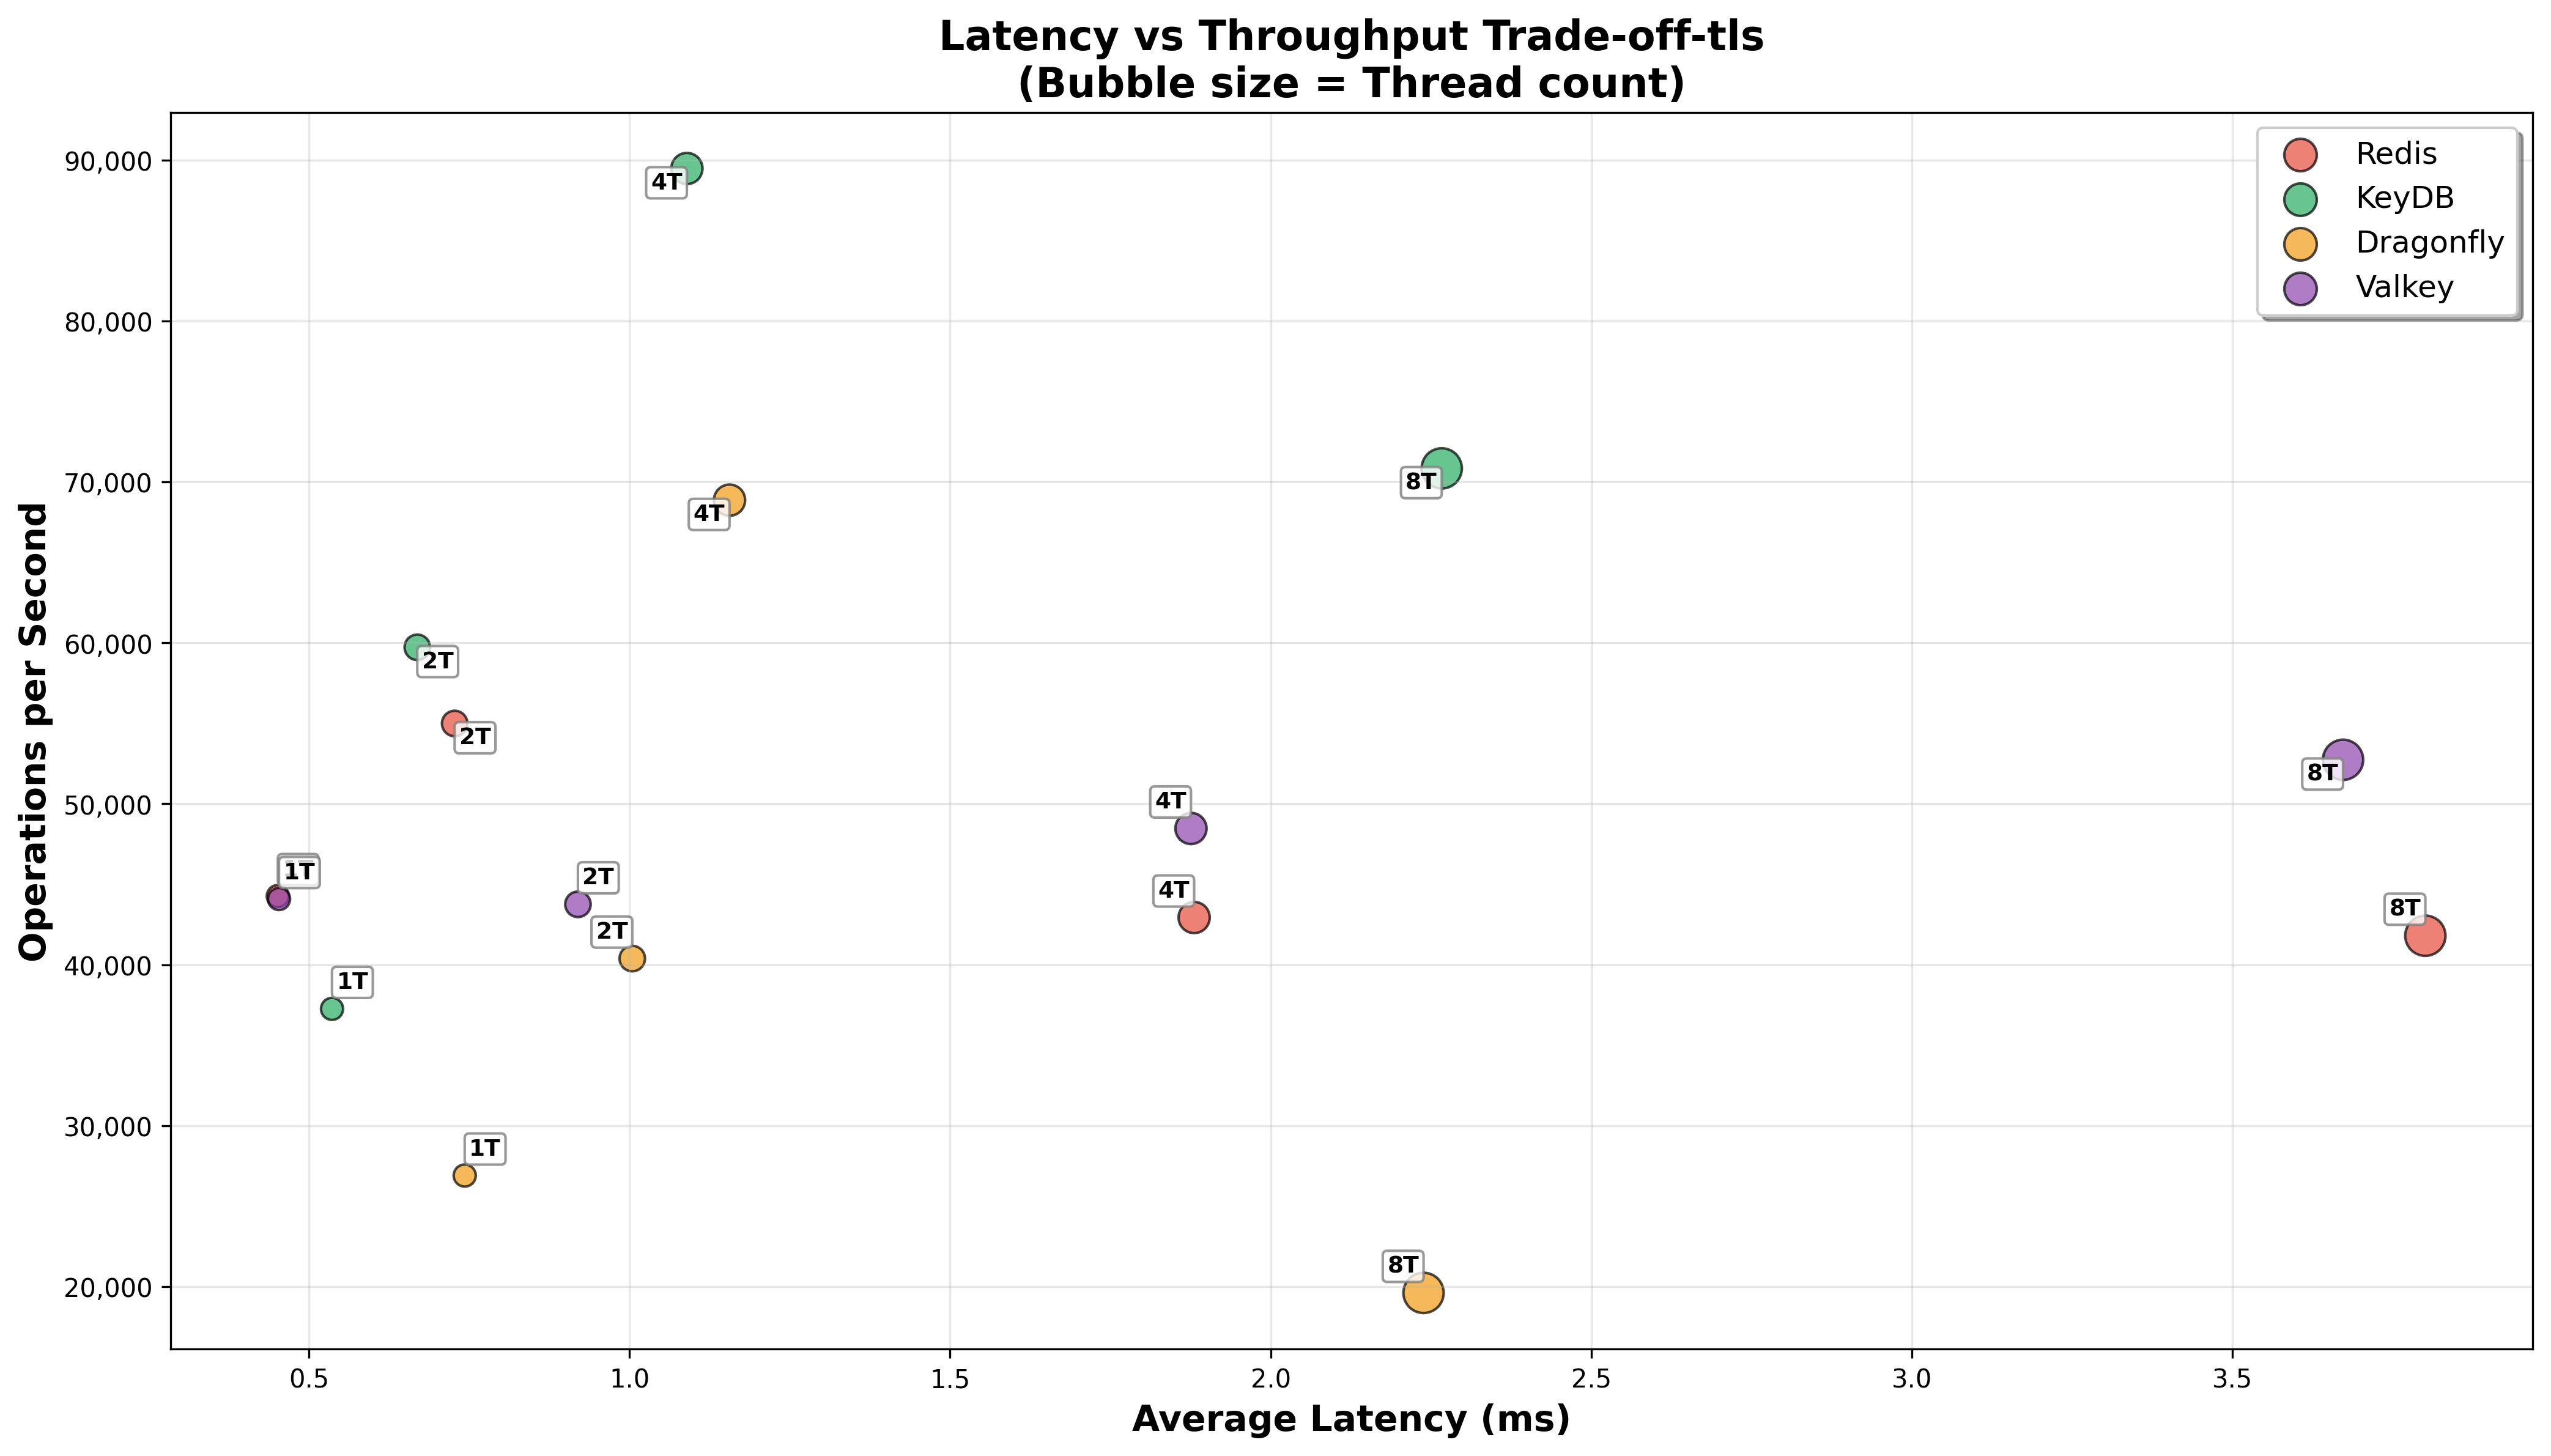 Latency vs Throughput Trade-off-tls
(Bubble size = Thread count)
Redis
KeyDB
Dragonfly
Valkey
Operations per Second
90,000
80,000
70,000
60,000
50,000
40,000
30,000
20,000
4T
8T
4T
2T
2T
8T
4T
1T
2T
4T
8T
2T
1T
1T
8T
0.5
1.0
1.5
2.0
2.5
3.0
3.5
Average Latency (ms)